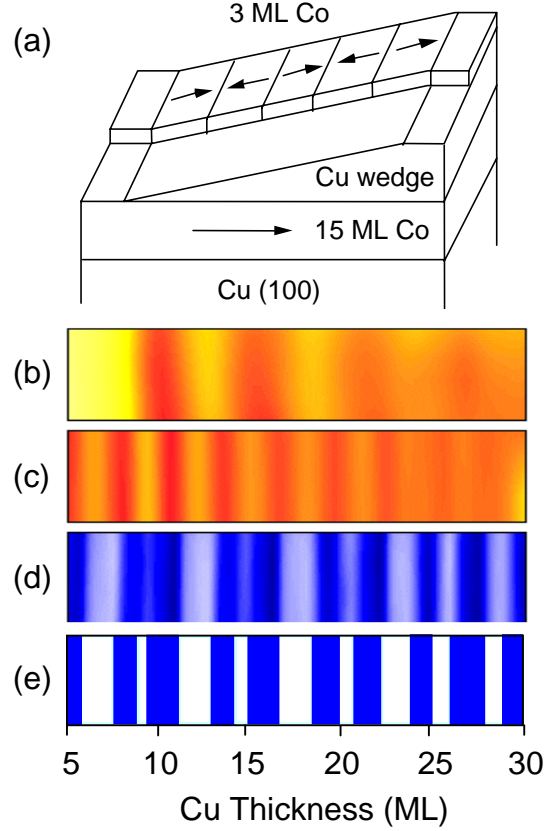 (a)
3 ML Co
Cu wedge
15 ML Co
Cu (100)
(b)
(c)
(d)
(e)
5 10 15 20 25 30
Cu Thickness (ML)